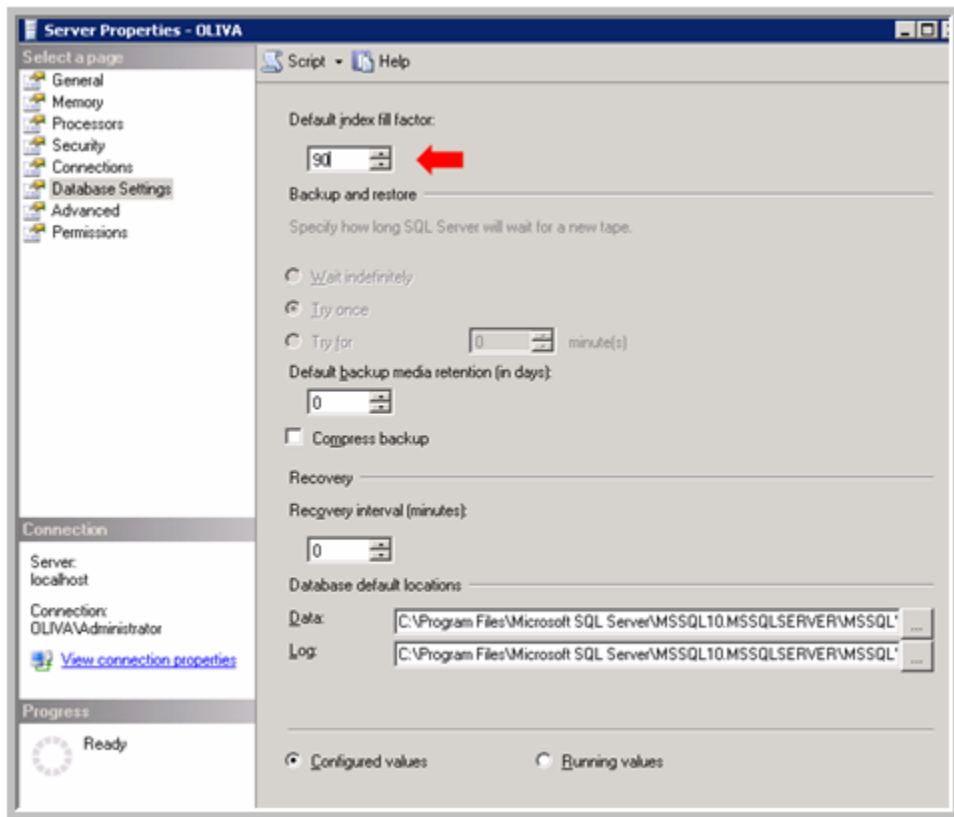 Server Properties - OLIVA
Select a page
General
Memory
Processors
Security
Connections
Database Settings
Advanced
Permissions
Script
Help
Default index fill factor:
90
Backup and restore
Specify how long SQL Server will wait for a new tape.
Wait indefinitely
Try once
Try for 0 minute(s)
Default backup media retention (in days):
0
Compress backup
Recovery
Recovery interval (minutes):
0
Database default locations
Data: C:\Program Files\Microsoft SQL Server\MSSQL10.MSSQLSERVER\MSSQL\ ...
Log: C:\Program Files\Microsoft SQL Server\MSSQL10.MSSQLSERVER\MSSQL\ ...
Configured values Running values
Connection
Server:
localhost
Connection:
OLIVA\Administrator
View connection properties
Progress
Ready